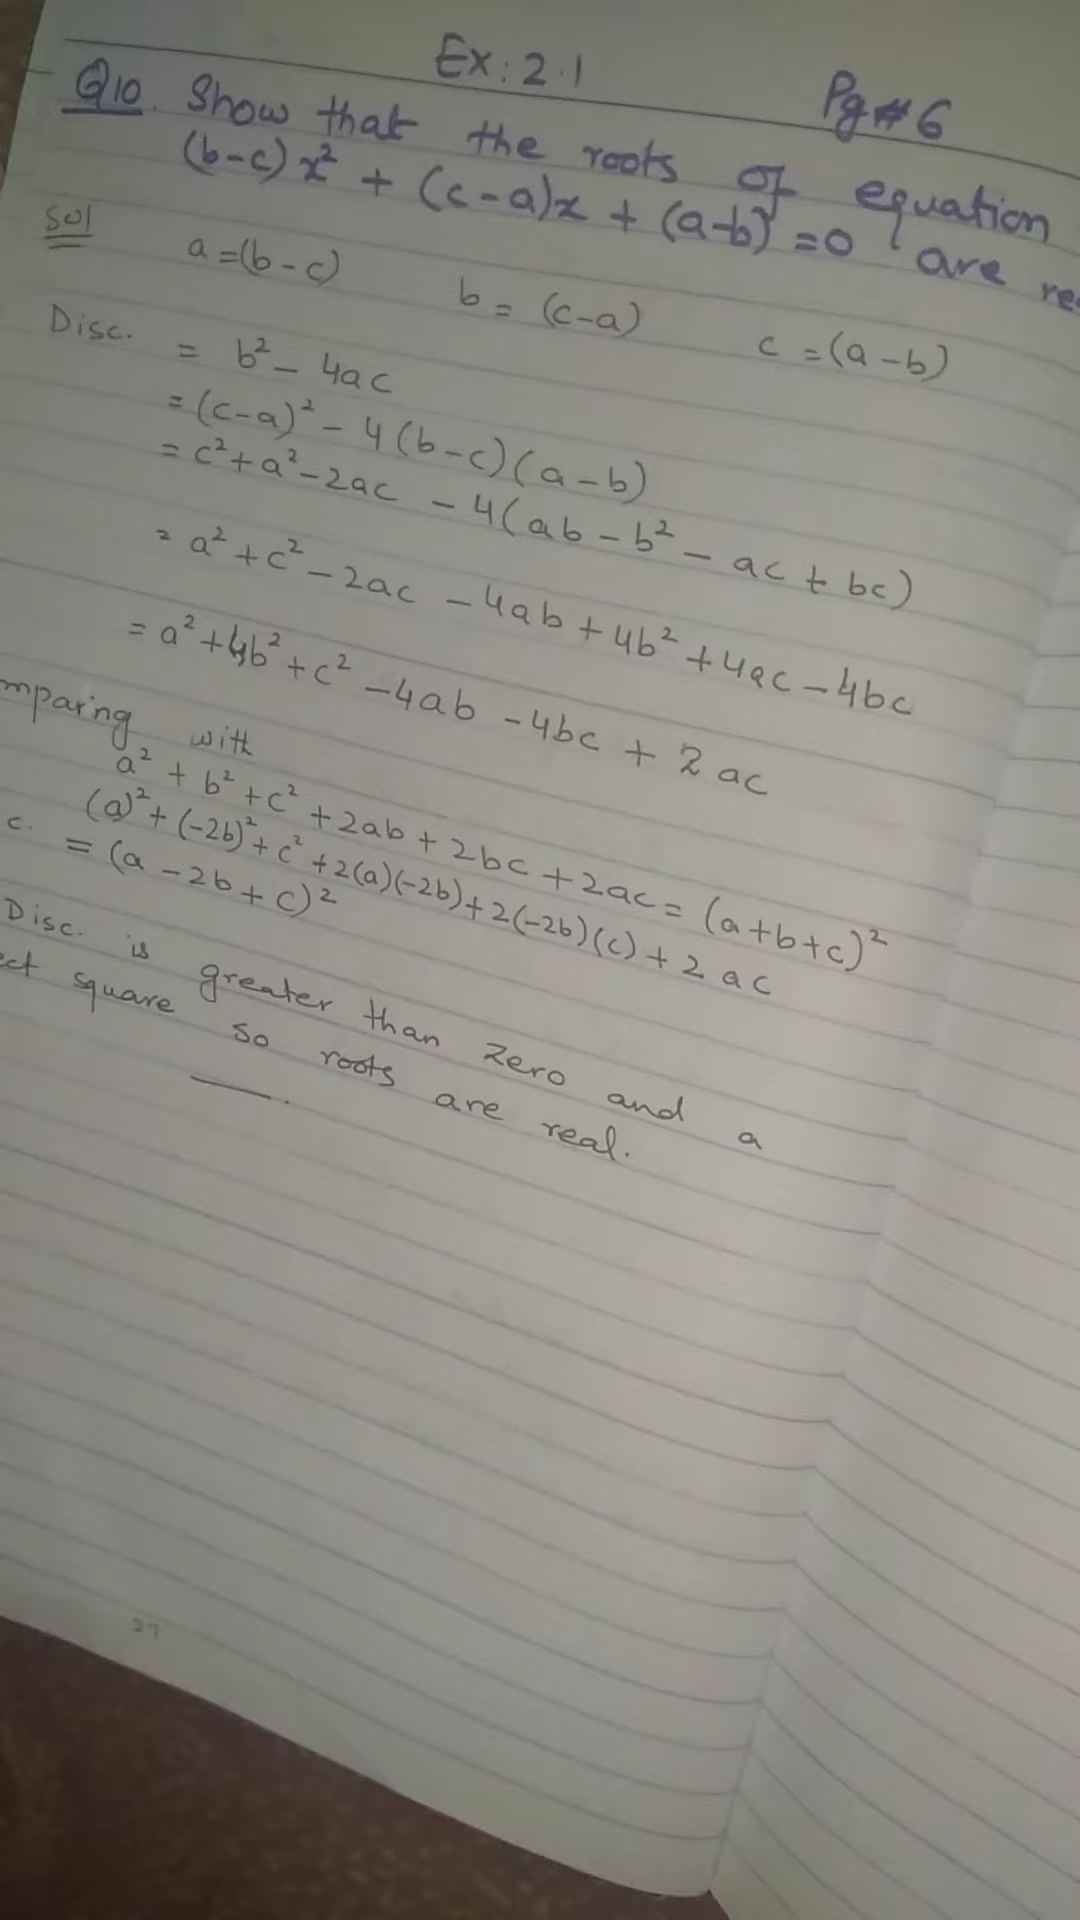 Ex: 2.1
Pg # 6
Q10. Show that the roots of equation
(b-c)x² + (c-a)x + (a-b) = 0 are
Sol
a = (b-c) b = (c-a) c = (a-b)
Disc. = b² - 4ac
= (c-a)² - 4(b-c)(a-b)
= c² + a² - 2ac - 4(ab - b² - ac + bc)
= a² + c² - 2ac - 4ab + 4b² + 4ac - 4bc
= a² + 4b² + c² - 4ab - 4bc + 2ac
mparing with
a² + b² + c² + 2ab + 2bc + 2ac = (a+b+c)²
(a)² + (-2b)² + c² + 2(a)(-2b) + 2(-2b)(c) + 2ac
c. = (a - 2b + c)²
Disc. is greater than zero and a
ect square so roots are real.
27